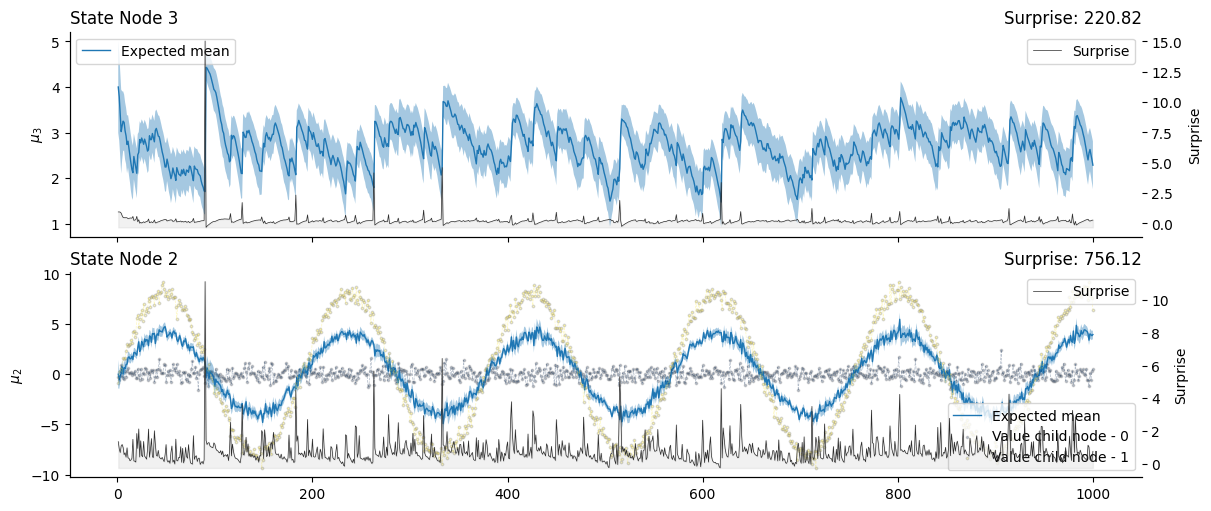 State Node 3
Surprise: 220.82
Expected mean
Surprise
5
4
3
2
1
μ3
15.0
12.5
10.0
7.5
5.0
2.5
0.0
Surprise
State Node 2
Surprise: 756.12
Surprise
10
5
0
−5
−10
μ2
10
8
6
4
2
0
Surprise
Expected mean
Value child node - 0
Value child node - 1
0
200
400
600
800
1000